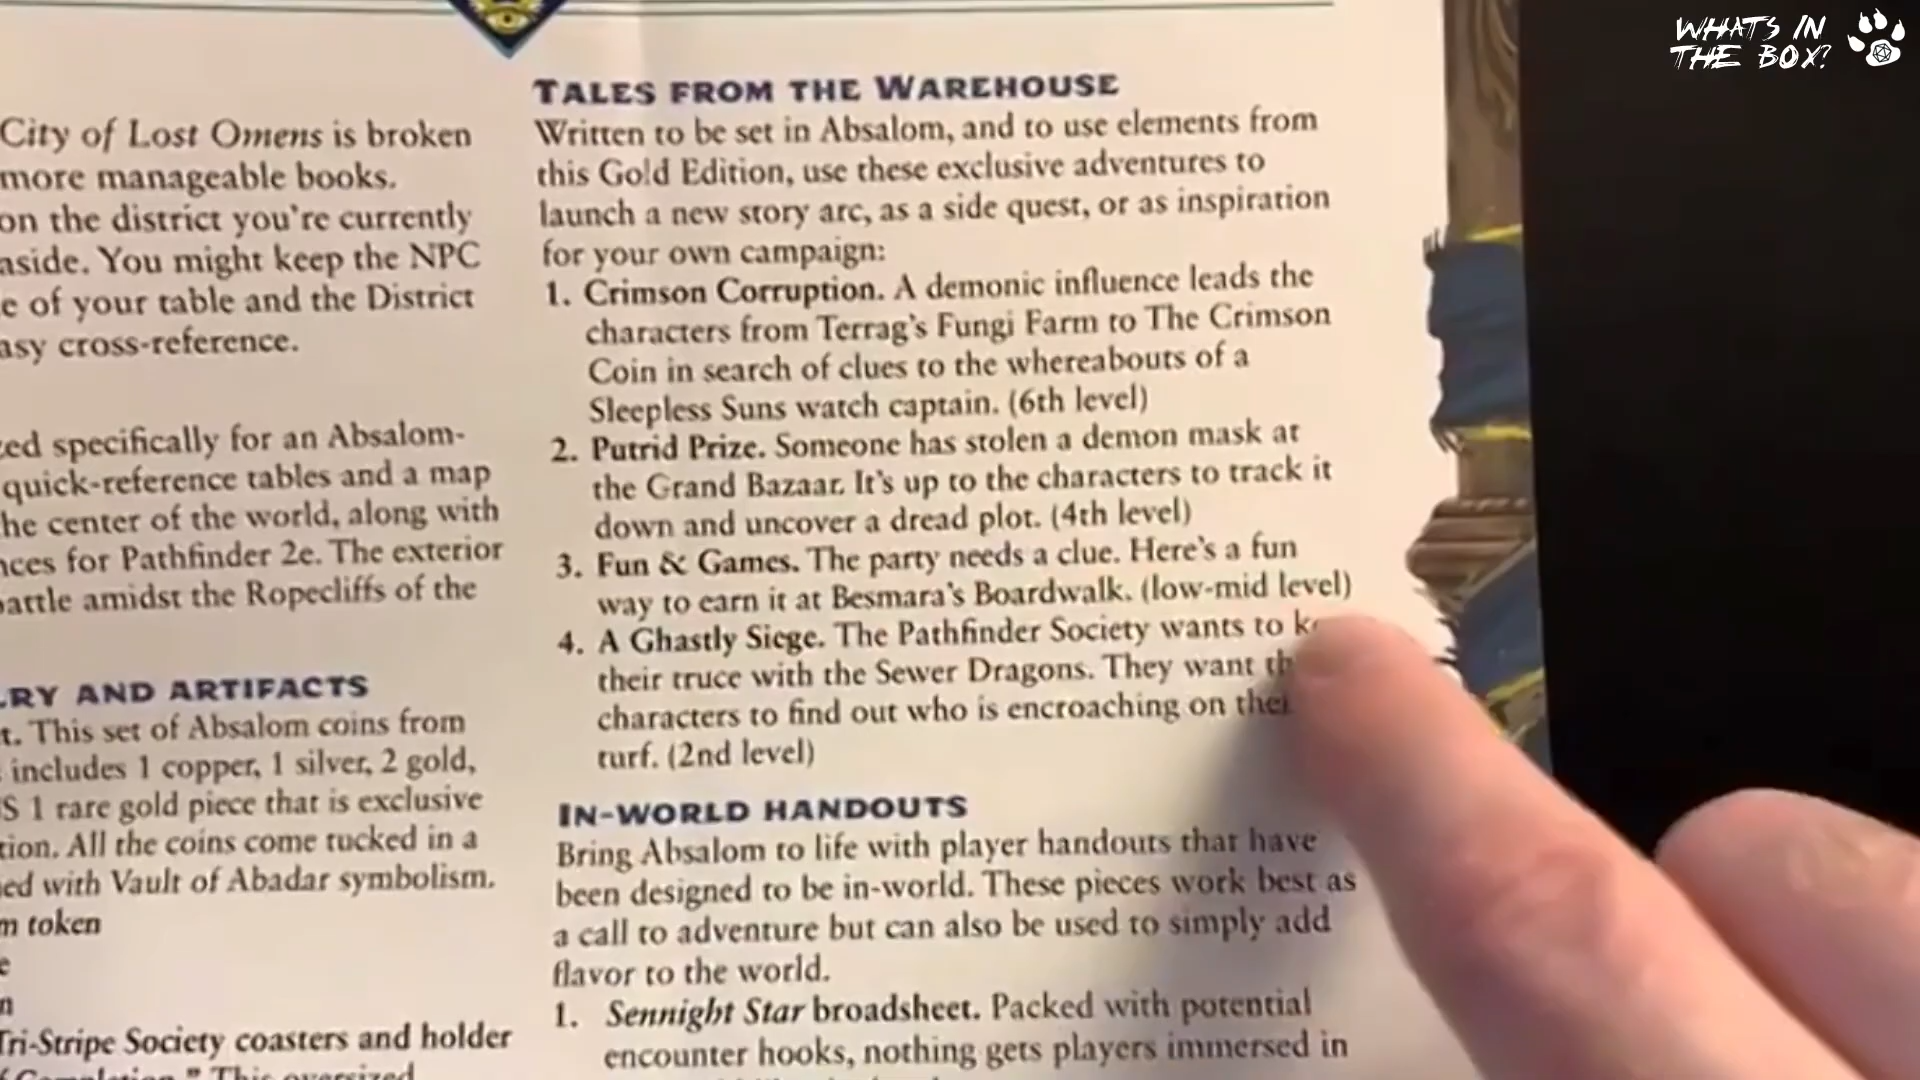 WHATS IN
THE BOX?
City of Lost Omens is broken
more manageable books.
on the district you're currently
aside. You might keep the NPC
e of your table and the District
asy cross-reference.
ed specifically for an Absalom-
quick-reference tables and a map
he center of the world, along with
nces for Pathfinder 2e. The exterior
battle amidst the Ropecliffs of the
RY AND ARTIFACTS
t. This set of Absalom coins from
includes 1 copper, 1 silver, 2 gold,
S 1 rare gold piece that is exclusive
tion. All the coins come tucked in a
ed with Vault of Abadar symbolism.
m token
e
n
Tri-Stripe Society coasters and holder
TALES FROM THE WAREHOUSE
Written to be set in Absalom, and to use elements from
this Gold Edition, use these exclusive adventures to
launch a new story arc, as a side quest, or as inspiration
for your own campaign:
1. Crimson Corruption. A demonic influence leads the
characters from Terrag's Fungi Farm to The Crimson
Coin in search of clues to the whereabouts of a
Sleepless Suns watch captain. (6th level)
2. Putrid Prize. Someone has stolen a demon mask at
the Grand Bazaar. It's up to the characters to track it
down and uncover a dread plot. (4th level)
3. Fun & Games. The party needs a clue. Here's a fun
way to earn it at Besmara's Boardwalk. (low-mid level)
4. A Ghastly Siege. The Pathfinder Society wants to
their truce with the Sewer Dragons. They want
characters to find out who is encroaching on
turf. (2nd level)
IN-WORLD HANDOUTS
Bring Absalom to life with player handouts that have
been designed to be in-world. These pieces work best as
a call to adventure but can also be used to simply add
flavor to the world.
1. Sennight Star broadsheet. Packed with potential
encounter hooks, nothing gets players immersed in